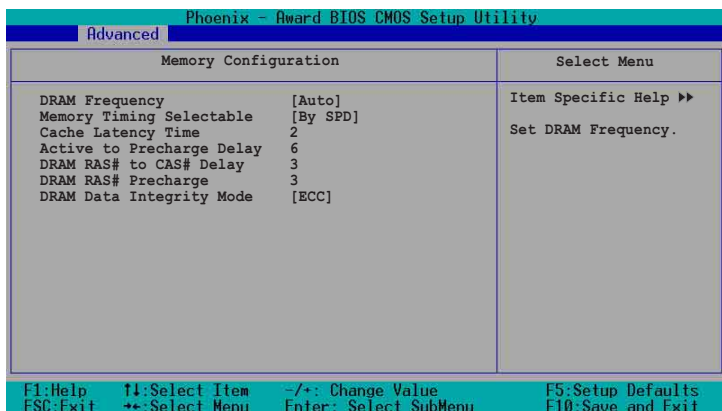 Phoenix - Award BIOS CMOS Setup Utility
Advanced
Memory Configuration
Select Menu
DRAM Frequency [Auto]
Memory Timing Selectable [By SPD]
Cache Latency Time 2
Active to Precharge Delay 6
DRAM RAS# to CAS# Delay 3
DRAM RAS# Precharge 3
DRAM Data Integrity Mode [ECC]
Item Specific Help ▶▶
Set DRAM Frequency.
F1:Help ↑↓:Select Item -/+: Change Value F5:Setup Defaults
ESC:Exit →←:Select Menu Enter: Select SubMenu F10:Save and Exit